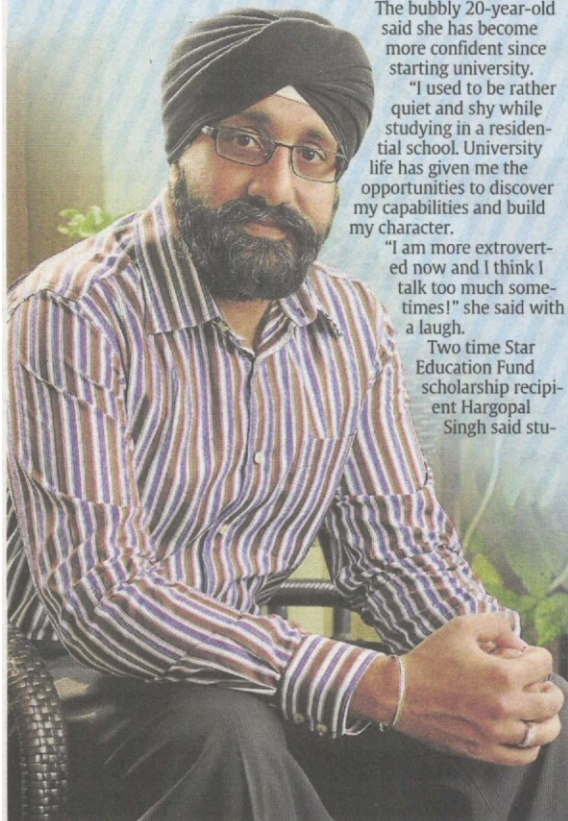 The bubbly 20-year-old
said she has become
more confident since
starting university.
“I used to be rather
quiet and shy while
studying in a residen-
tial school. University
life has given me the
opportunities to discover
my capabilities and build
my character.
“I am more extrovert-
ed now and I think I
talk too much some-
times!” she said with
a laugh.
Two time Star
Education Fund
scholarship recipi-
ent Hargopal
Singh said stu-